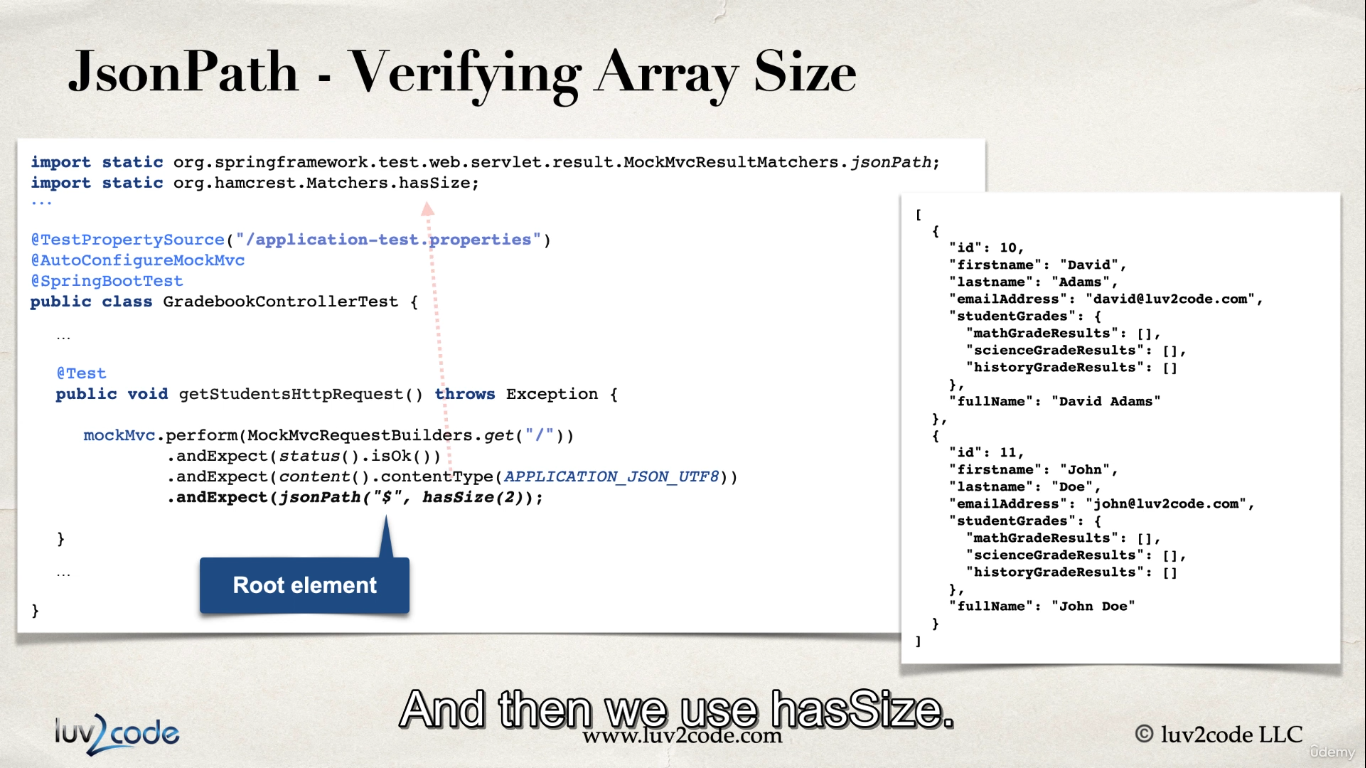 JsonPath - Verifying Array Size
import static org.springframework.test.web.servlet.result.MockMvcResultMatchers.jsonPath;
import static org.hamcrest.Matchers.hasSize;
...
@TestPropertySource("/application-test.properties")
@AutoConfigureMockMvc
@SpringBootTest
public class GradebookControllerTest {
...
@Test
public void getStudentsHttpRequest() throws Exception {
mockMvc.perform(MockMvcRequestBuilders.get("/"))
.andExpect(status().isOk())
.andExpect(content().contentType(APPLICATION_JSON_UTF8))
.andExpect(jsonPath("$", hasSize(2));
}
...
}
Root element
[
{
"id": 10,
"firstname": "David",
"lastname": "Adams",
"emailAddress": "david@luv2code.com",
"studentGrades": {
"mathGradeResults": [],
"scienceGradeResults": [],
"historyGradeResults": []
},
"fullName": "David Adams"
},
{
"id": 11,
"firstname": "John",
"lastname": "Doe",
"emailAddress": "john@luv2code.com",
"studentGrades": {
"mathGradeResults": [],
"scienceGradeResults": [],
"historyGradeResults": []
},
"fullName": "John Doe"
}
]
And then we use hasSize.
luv2code
www.luv2code.com
© luv2code LLC
ûdemy